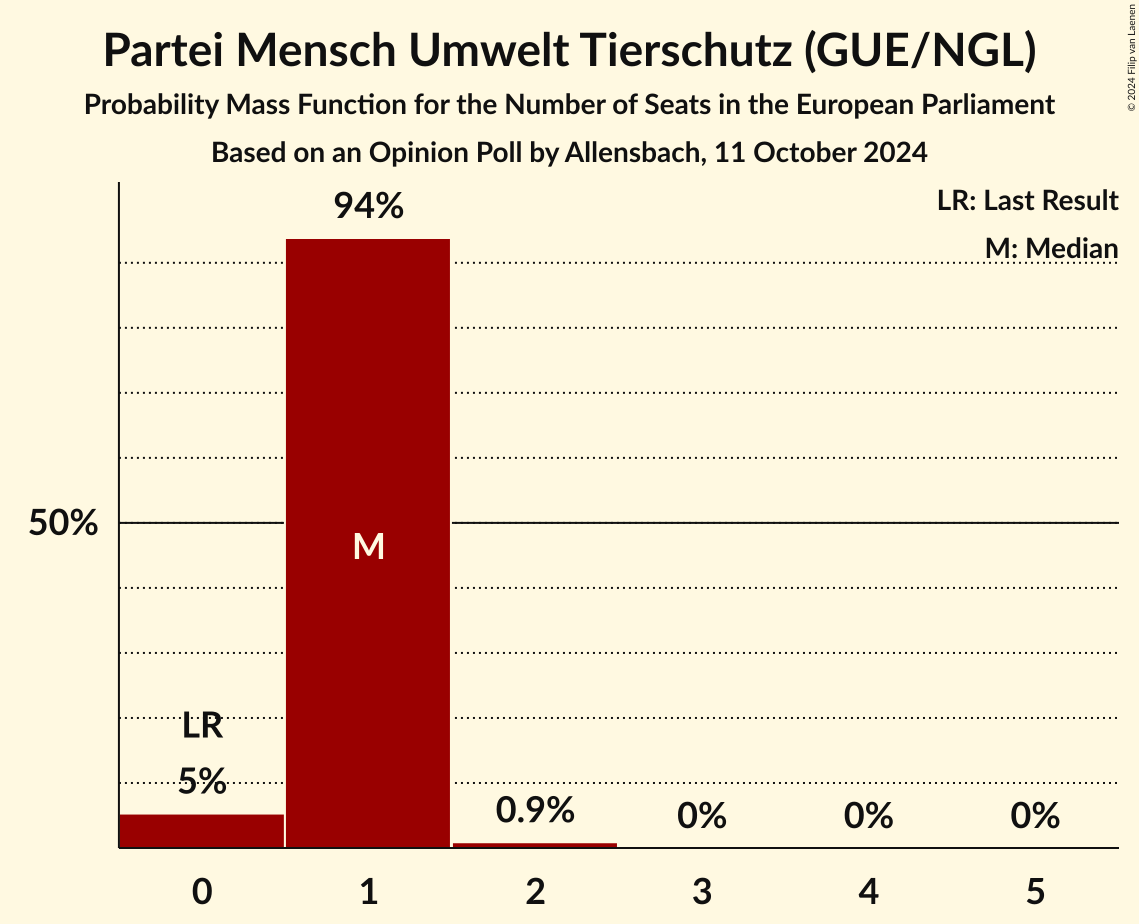 Partei Mensch Umwelt Tierschutz (GUE/NGL)
Probability Mass Function for the Number of Seats in the European Parliament
Based on an Opinion Poll by Allensbach, 11 October 2024
© 2024 Filip van Laenen
LR: Last Result
M: Median
94%
50%
M
LR
5%
0.9%
0%
0%
0%
0
1
2
3
4
5